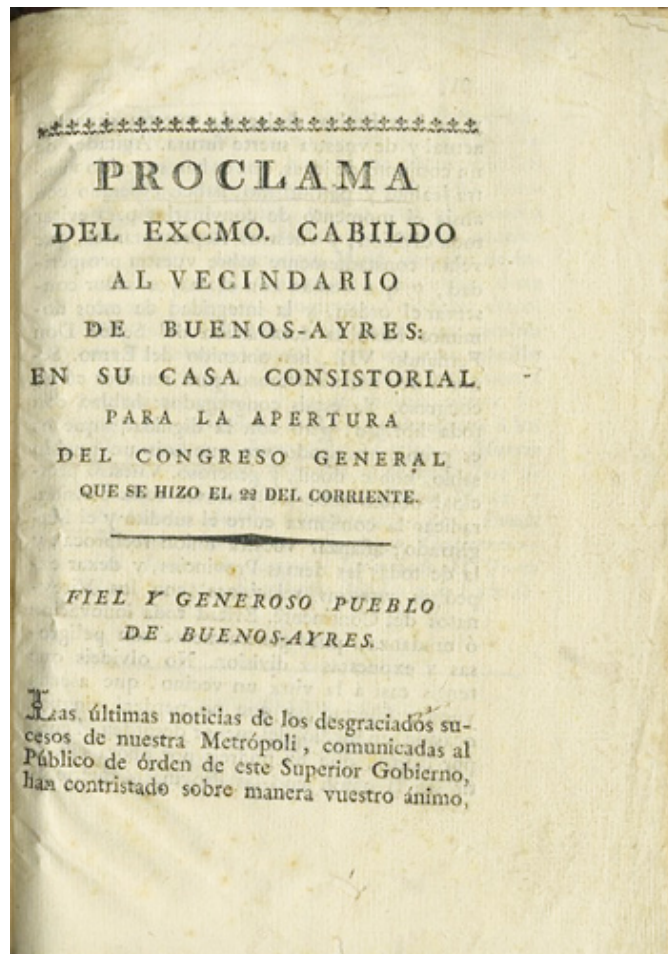 PROCLAMA
DEL EXCMO. CABILDO
AL VECINDARIO
DE BUENOS-AYRES:
EN SU CASA CONSISTORIAL
PARA LA APERTURA
DEL CONGRESO GENERAL
QUE SE HIZO EL 22 DEL CORRIENTE.
FIEL Y GENEROSO PUEBLO
DE BUENOS-AYRES.
Las últimas noticias de los desgraciados su-
cesos de nuestra Metrópoli, comunicadas al
Público de órden de este Superior Gobierno,
han contristado sobre manera vuestro ánimo,